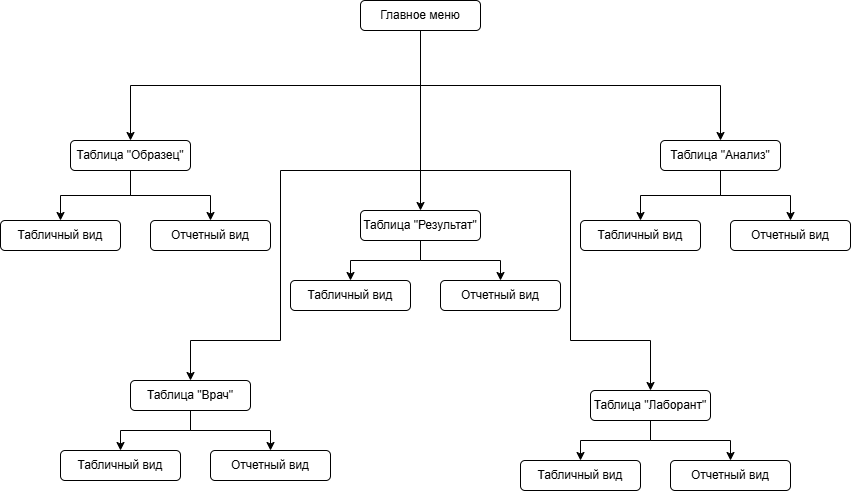 Главное меню
Таблица "Образец"
Таблица "Анализ"
Таблица "Результат"
Табличный вид
Отчетный вид
Табличный вид
Отчетный вид
Табличный вид
Отчетный вид
Таблица "Врач"
Таблица "Лаборант"
Табличный вид
Отчетный вид
Табличный вид
Отчетный вид